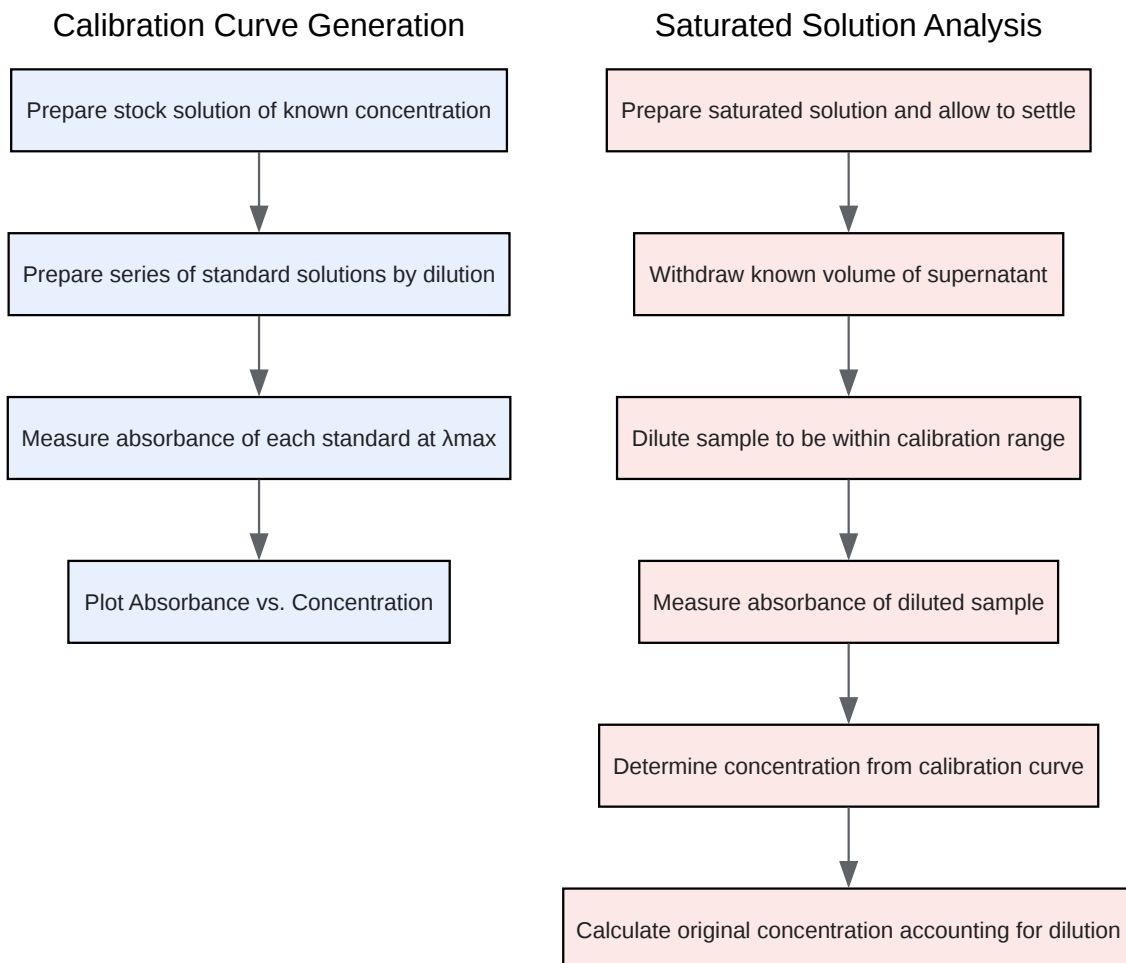 Calibration Curve Generation
Prepare stock solution of known concentration
Prepare series of standard solutions by dilution
Measure absorbance of each standard at λmax
Plot Absorbance vs. Concentration
Saturated Solution Analysis
Prepare saturated solution and allow to settle
Withdraw known volume of supernatant
Dilute sample to be within calibration range
Measure absorbance of diluted sample
Determine concentration from calibration curve
Calculate original concentration accounting for dilution